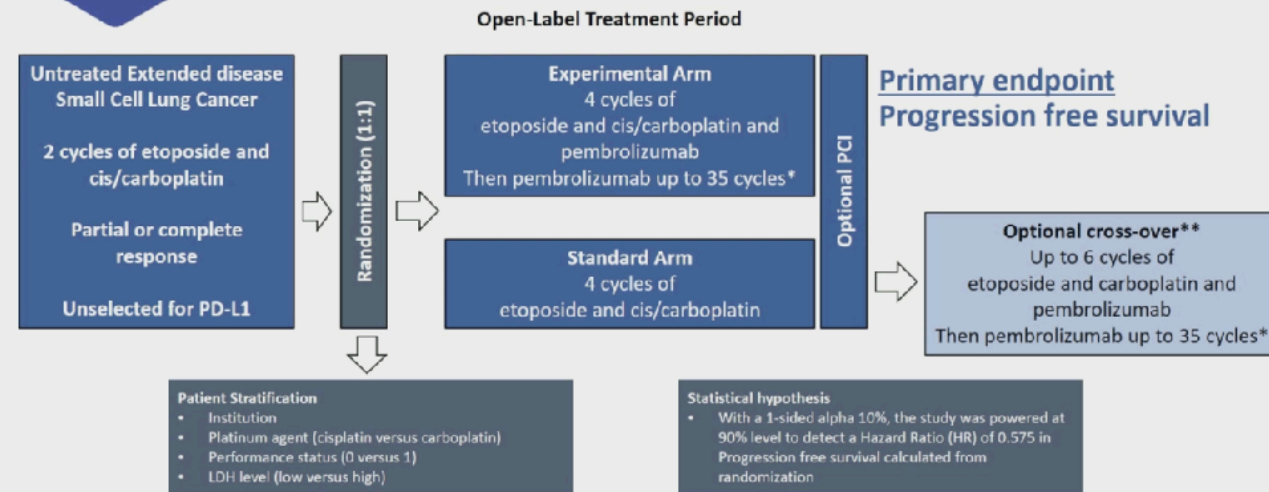 Open-Label Treatment Period
Untreated Extended disease
Small Cell Lung Cancer
2 cycles of etoposide and
cis/carboplatin
Partial or complete
response
Unselected for PD-L1
Randomization (1:1)
Experimental Arm
4 cycles of
etoposide and cis/carboplatin and
pembrolizumab
Then pembrolizumab up to 35 cycles*
Standard Arm
4 cycles of
etoposide and cis/carboplatin
Optional PCI
Primary endpoint
Progression free survival
Optional cross-over**
Up to 6 cycles of
etoposide and carboplatin and
pembrolizumab
Then pembrolizumab up to 35 cycles*
Patient Stratification
• Institution
• Platinum agent (cisplatin versus carboplatin)
• Performance status (0 versus 1)
• LDH level (low versus high)
Statistical hypothesis
• With a 1-sided alpha 10%, the study was powered at
90% level to detect a Hazard Ratio (HR) of 0.575 in
Progression free survival calculated from
randomization